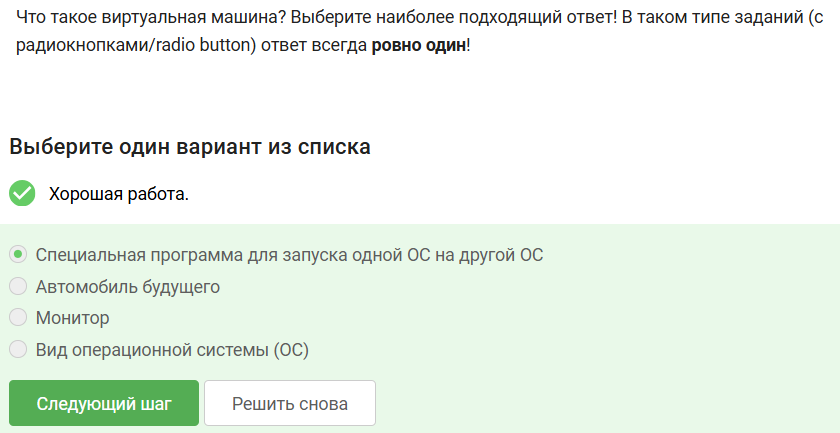 Что такое виртуальная машина? Выберите наиболее подходящий ответ! В таком типе заданий (с
радиокнопками/radio button) ответ всегда ровно один!
Выберите один вариант из списка
Хорошая работа.
Специальная программа для запуска одной ОС на другой ОС
Автомобиль будущего
Монитор
Вид операционной системы (ОС)
Следующий шаг
Решить снова